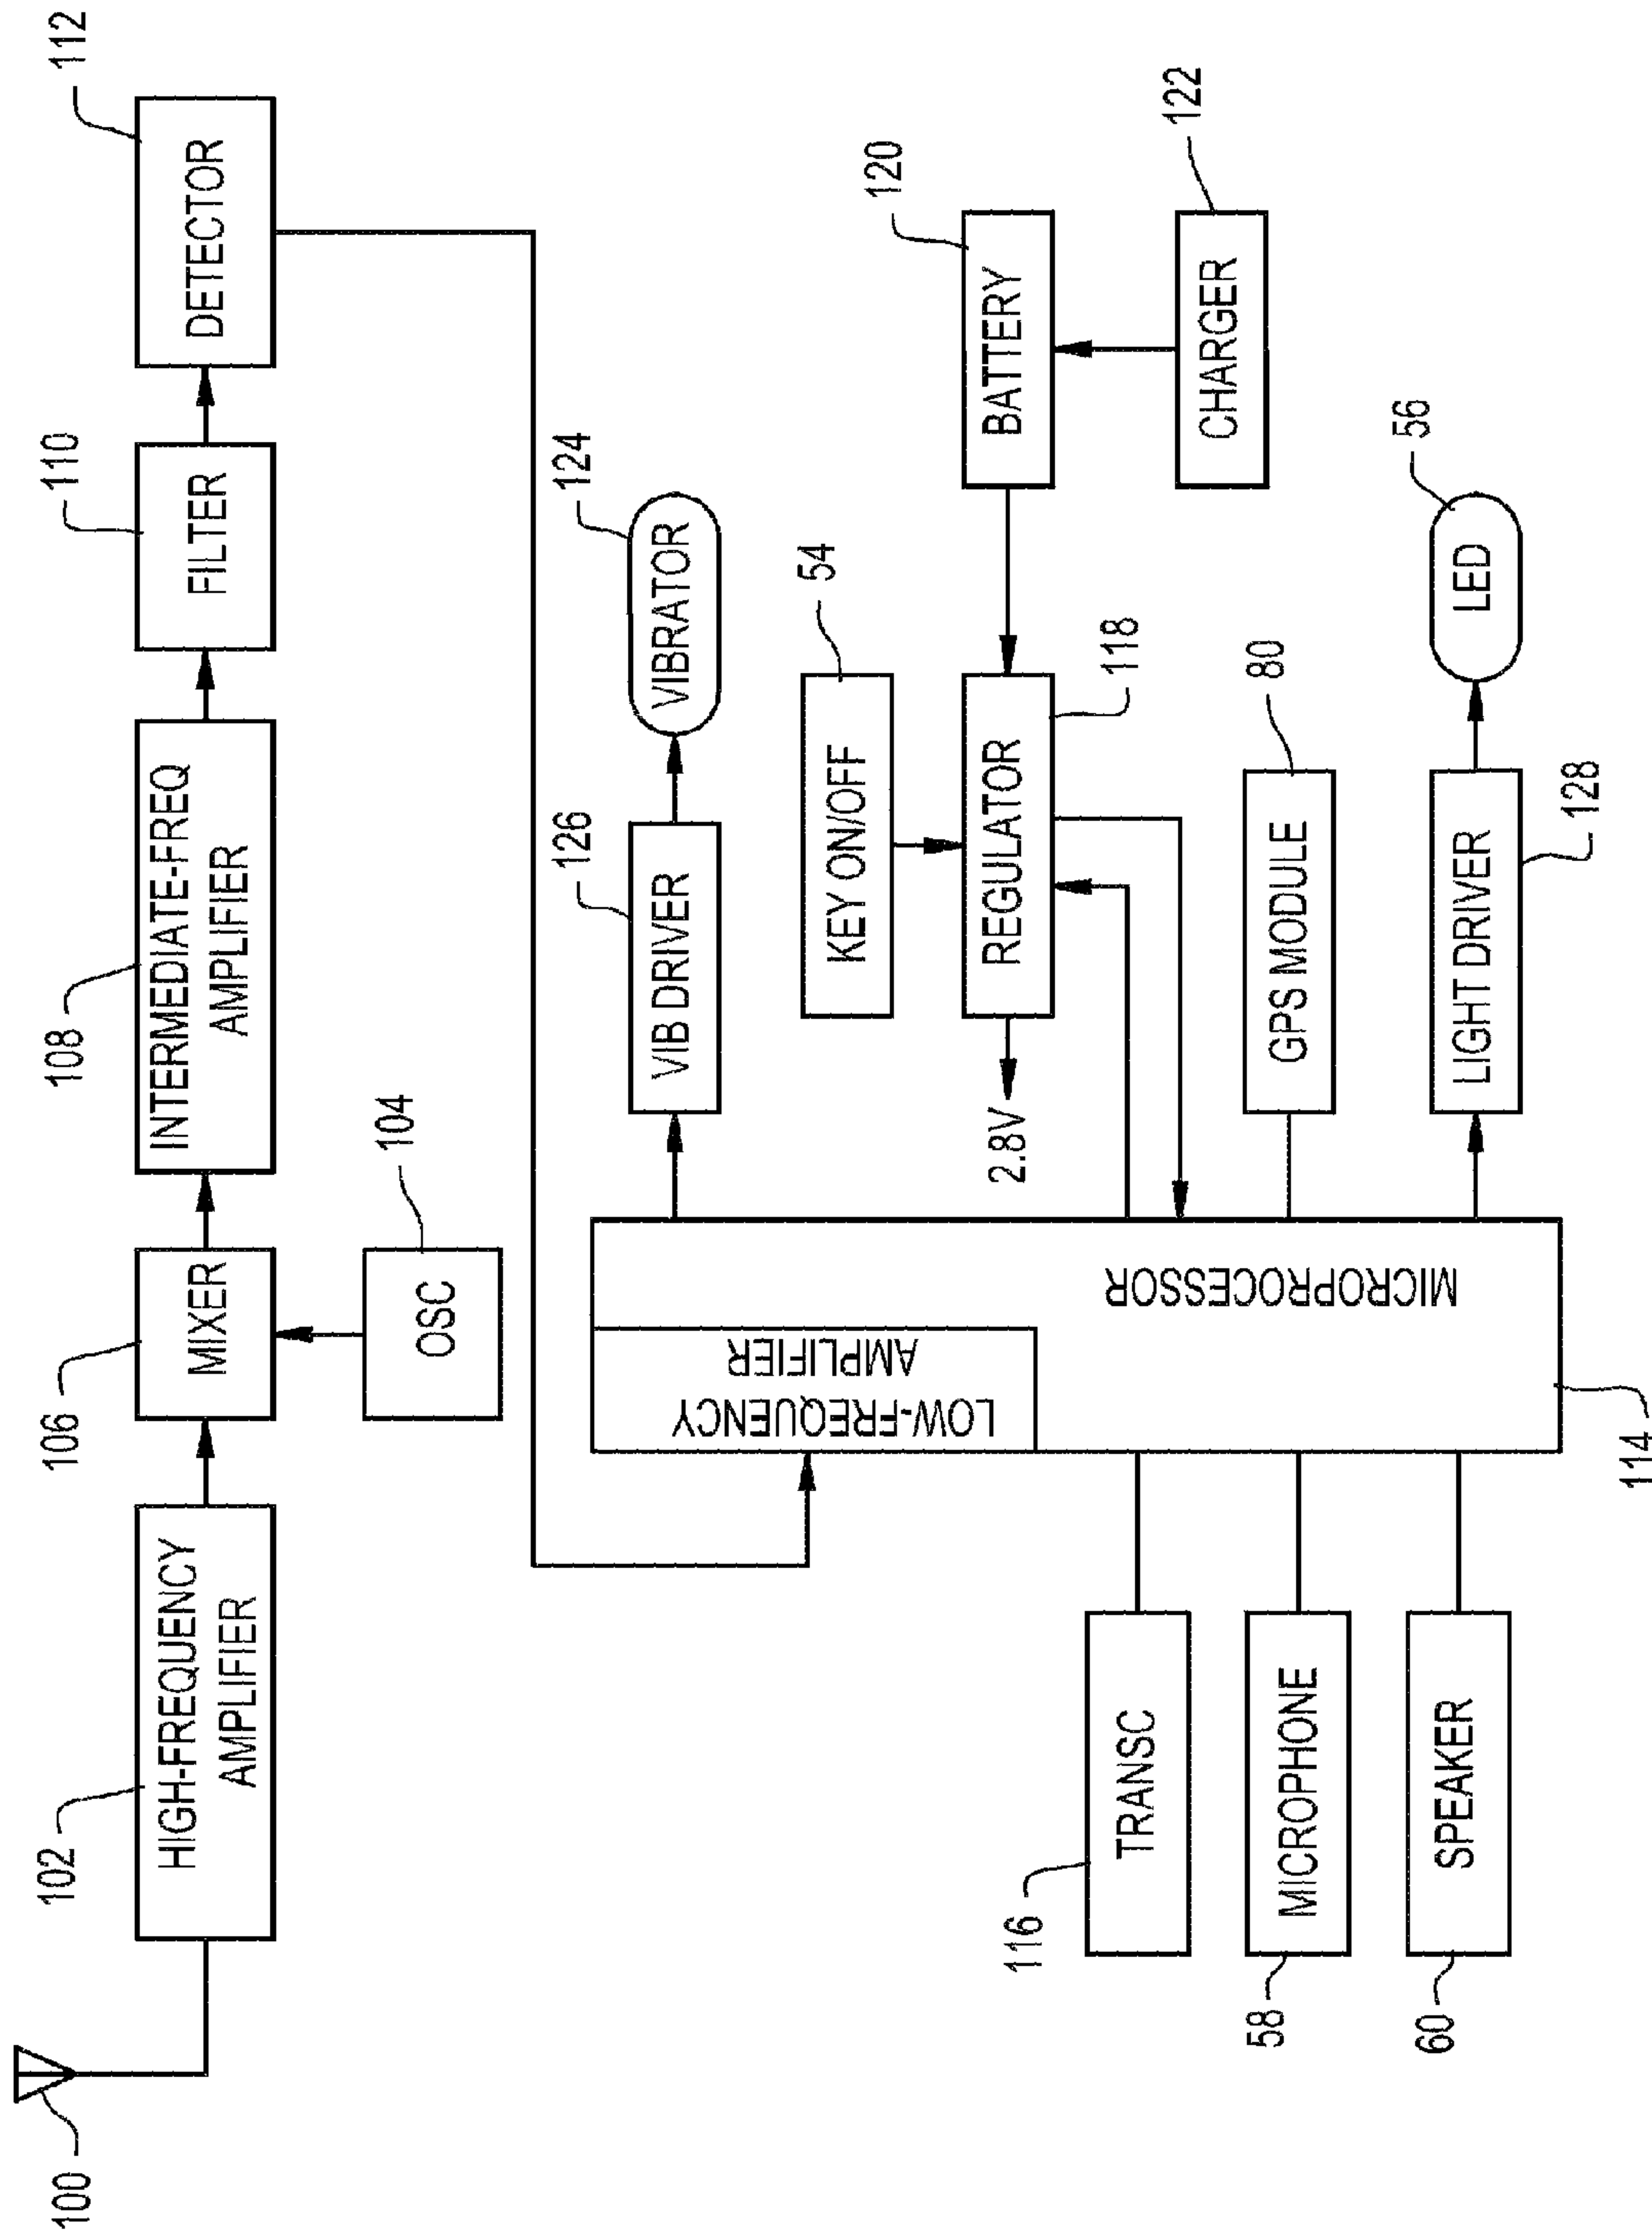 100
102
HIGH-FREQUENCY
AMPLIFIER
106
MIXER
OSC
104
108
INTERMEDIATE-FREQ
AMPLIFIER
110
FILTER
112
DETECTOR
LOW-FREQUENCY
AMPLIFIER
MICROPROCESSOR
114
126
VIB DRIVER
124
VIBRATOR
54
KEY ON/OFF
2.8V
REGULATOR
118
120
BATTERY
CHARGER
122
116
TRANSC
58
MICROPHONE
60
SPEAKER
GPS MODULE
80
LIGHT DRIVER
128
LED
56